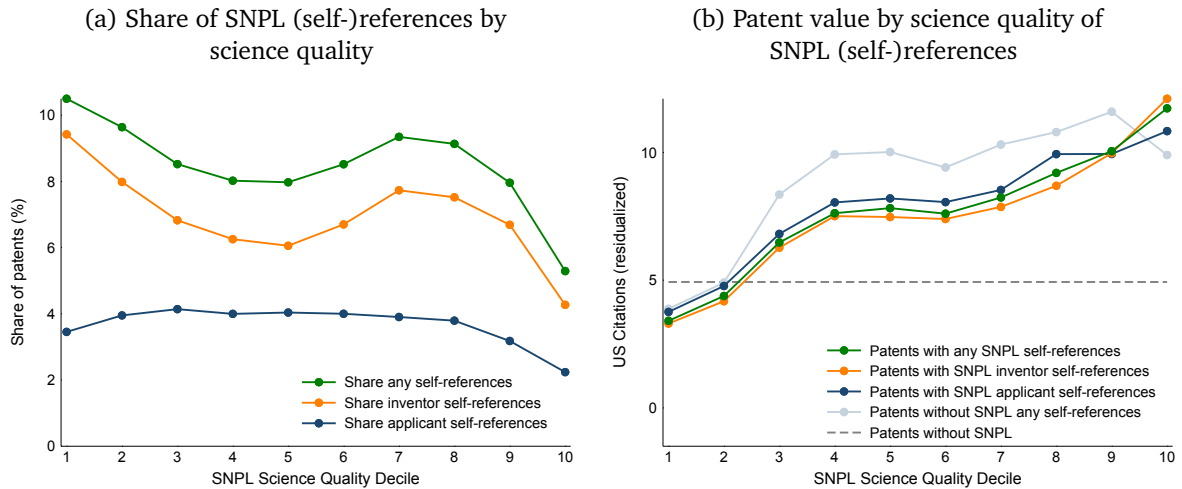 (a) Share of SNPL (self-)references by
science quality
Share of patents (%)
10
8
6
4
2
0
1 2 3 4 5 6 7 8 9 10
SNPL Science Quality Decile
Share any self-references
Share inventor self-references
Share applicant self-references
(b) Patent value by science quality of
SNPL (self-)references
US Citations (residualized)
10
5
0
1 2 3 4 5 6 7 8 9 10
SNPL Science Quality Decile
Patents with any SNPL self-references
Patents with SNPL inventor self-references
Patents with SNPL applicant self-references
Patents without SNPL any self-references
Patents without SNPL